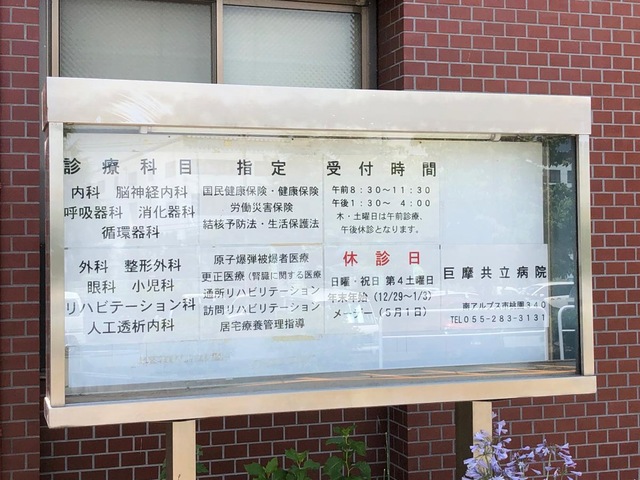 診療科目
内科 脳神経内科
呼吸器科 消化器科
循環器科
外科 整形外科
眼科 小児科
リハビテーション科
人工透析内科
指定
国民健康保険・健康保険
労働災害保険
結核予防法・生活保護法
原子爆弾被爆者医療
更正医療(腎臓に関する医療
通所リハビリテーション
訪問リハビリテーション
居宅療養管理指導
受付時間
午前8:30～11:30
午後1:30～ 4:00
木・土曜日は午前診療、
午後休診となります。
休診日
日曜・祝日 第4土曜日
年末年始(12/29～1/3)
メーデー(5月1日)
巨摩共立病院
南アルプス市桃園340
TEL055-283-3131